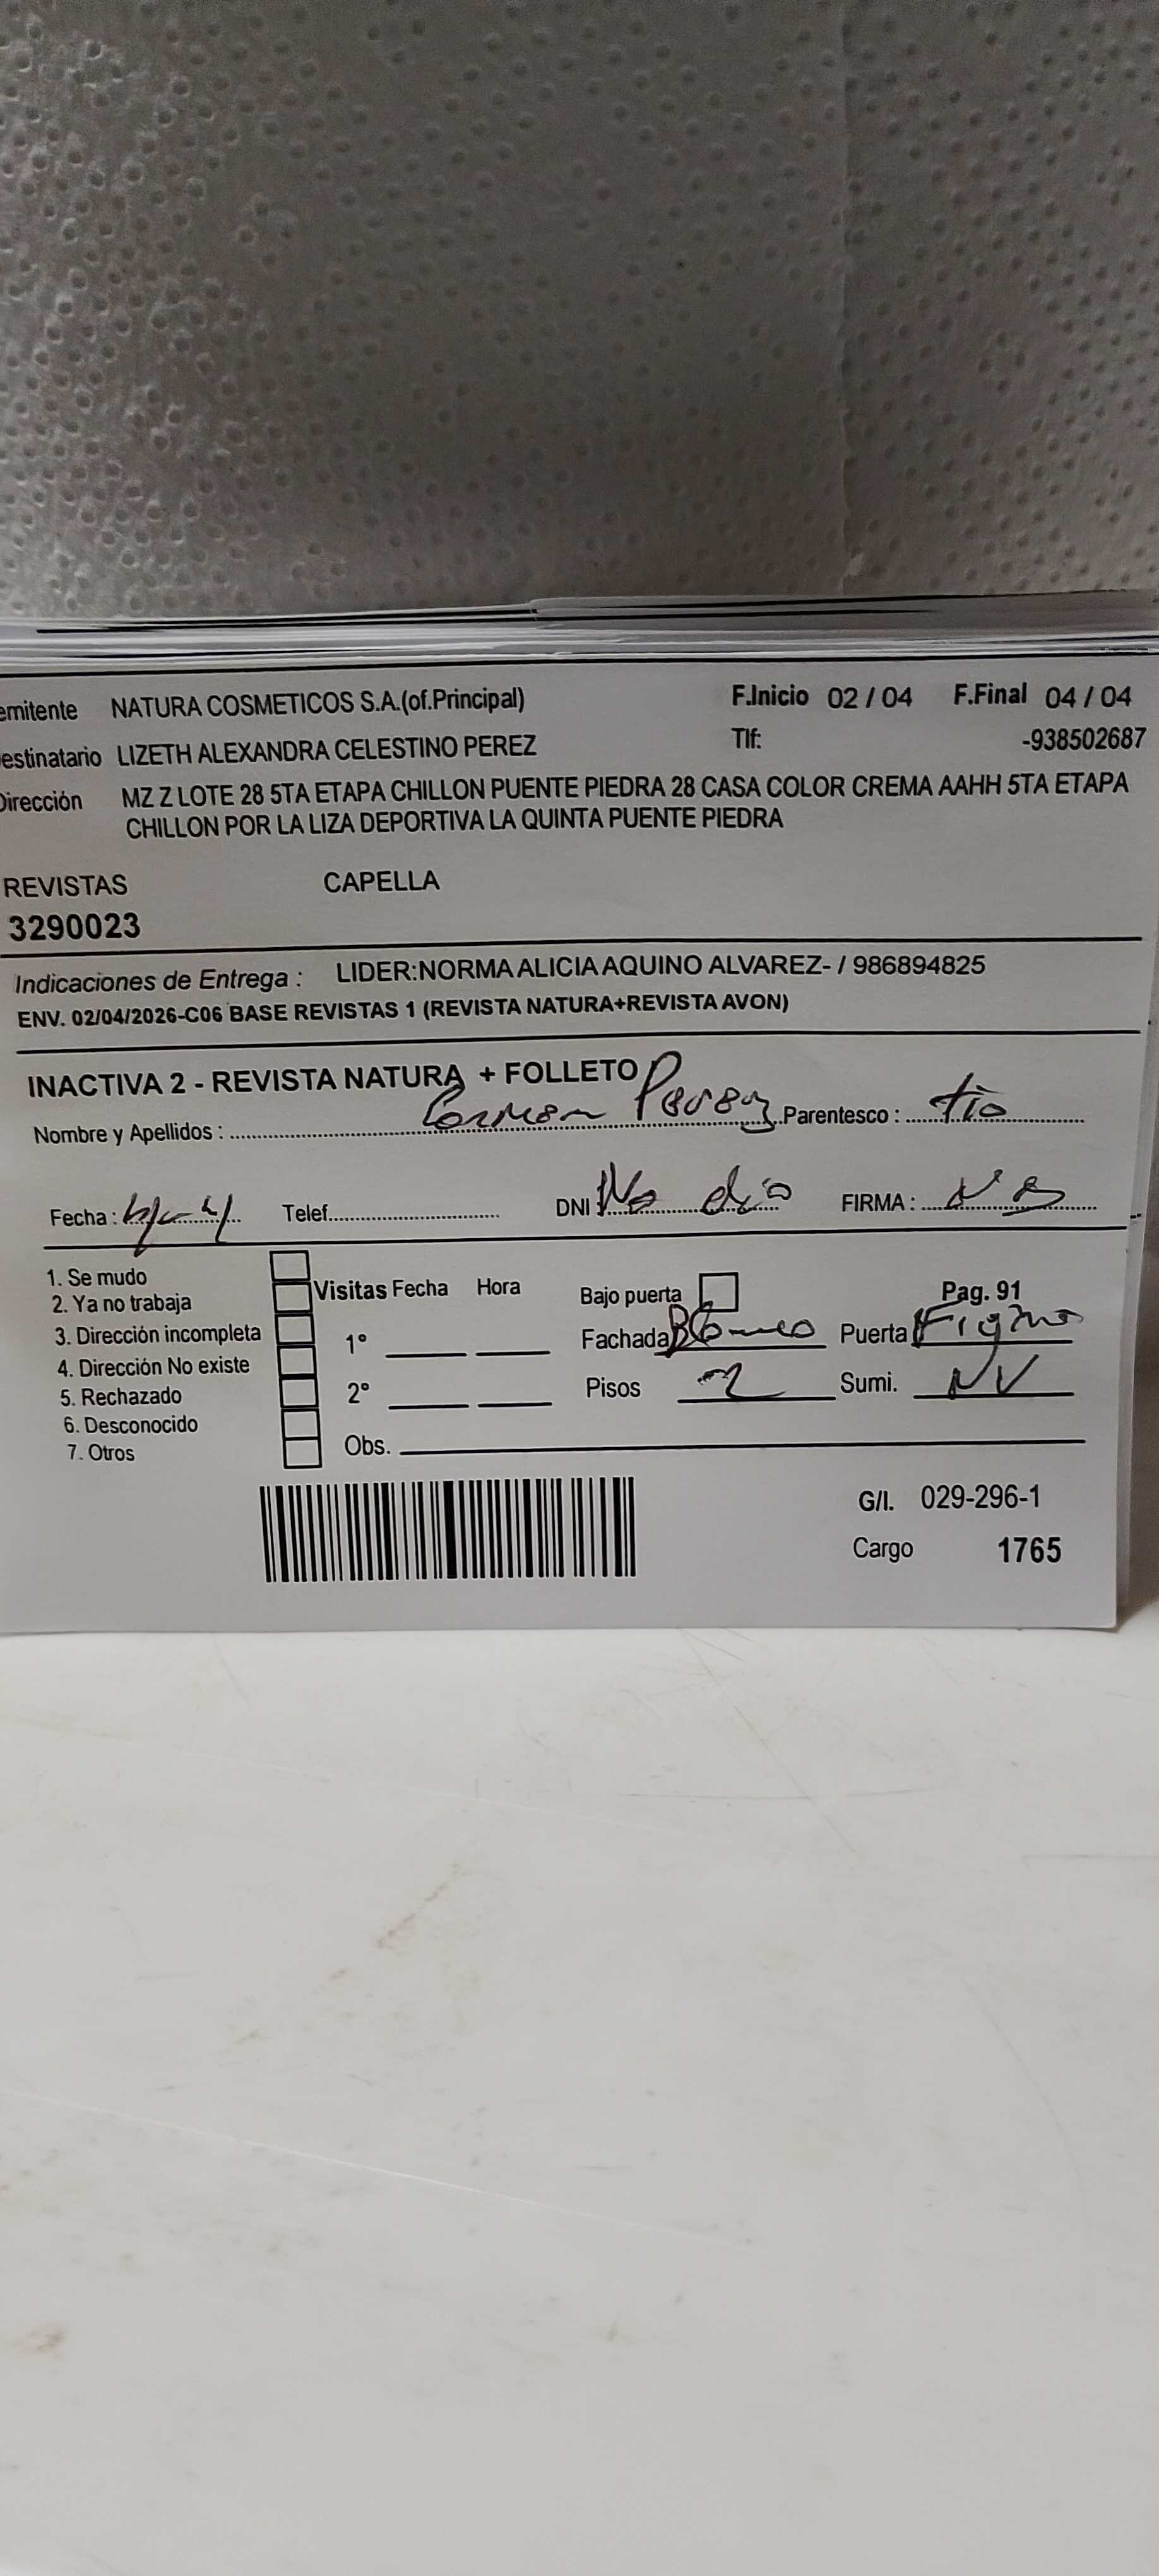 emitente NATURA COSMETICOS S.A.(of.Principal) F.Inicio 02 / 04 F.Final 04 / 04
estinatario LIZETH ALEXANDRA CELESTINO PEREZ Tlf: -938502687
Dirección MZ Z LOTE 28 5TA ETAPA CHILLON PUENTE PIEDRA 28 CASA COLOR CREMA AAHH 5TA ETAPA
CHILLON POR LA LIZA DEPORTIVA LA QUINTA PUENTE PIEDRA
REVISTAS CAPELLA
3290023
Indicaciones de Entrega : LIDER:NORMA ALICIA AQUINO ALVAREZ- / 986894825
ENV. 02/04/2026-C06 BASE REVISTAS 1 (REVISTA NATURA+REVISTA AVON)
INACTIVA 2 - REVISTA NATURA + FOLLETO
Nombre y Apellidos : Carmen Perez Parentesco : tia
Fecha : Telef. DNI No dio FIRMA :
1. Se mudo
2. Ya no trabaja Visitas Fecha Hora Bajo puerta Pag. 91
3. Dirección incompleta 1° Fachada Blanco Puerta
4. Dirección No existe
5. Rechazado 2° Pisos 2 Sumi. NV
6. Desconocido
7. Otros Obs.
G/I. 029-296-1
Cargo 1765